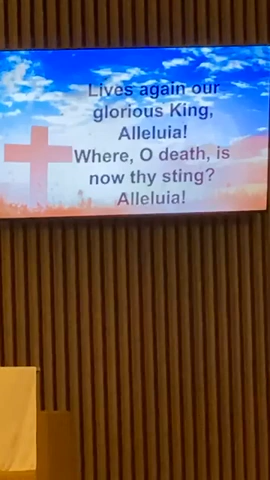 Lives again our
glorious King,
Alleluia!
Where, O death, is
now thy sting?
Alleluia!